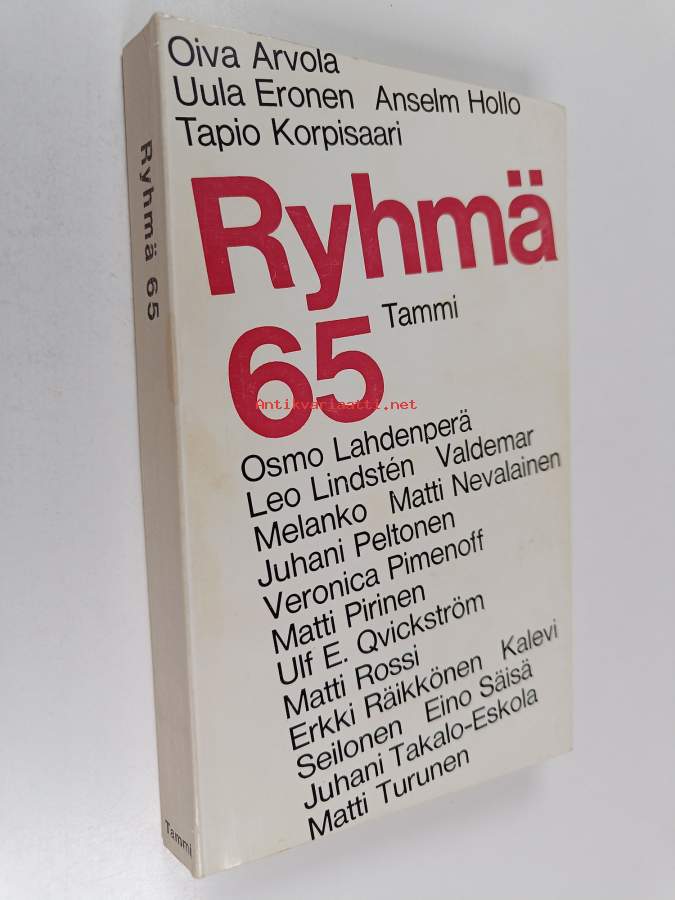 Oiva Arvola
Uula Eronen Anselm Hollo
Tapio Korpisaari
Ryhmä
65
Tammi
Antikvariaatti.net
Osmo Lahdenperä
Leo Lindstén Valdemar
Melanko Matti Nevalainen
Juhani Peltonen
Veronica Pimenoff
Matti Pirinen
Ulf E. Qvickström
Matti Rossi
Erkki Räikkönen Kalevi
Seilonen Eino Säisä
Juhani Takalo-Eskola
Matti Turunen
Ryhmä 65
Tammi